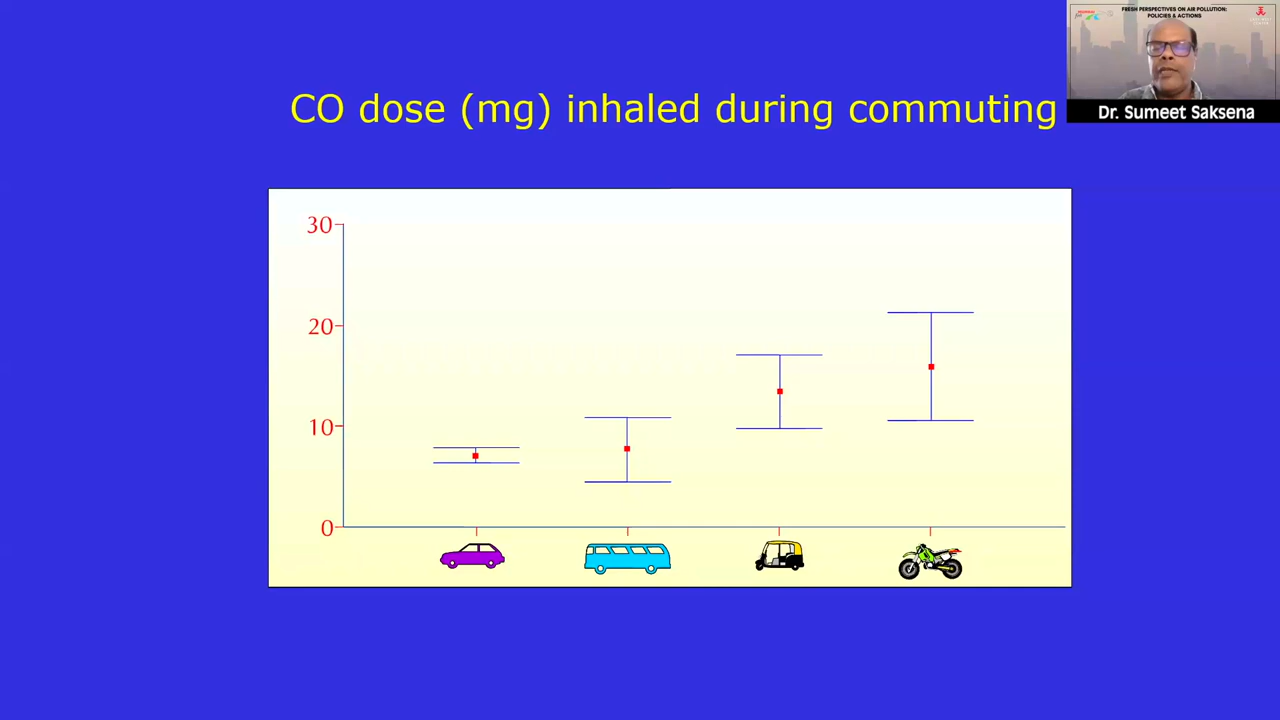 FRESH PERSPECTIVES ON AIR POLLUTION:
POLICIES & ACTIONS
Dr. Sumeet Saksena
CO dose (mg) inhaled during commuting
30
20
10
0